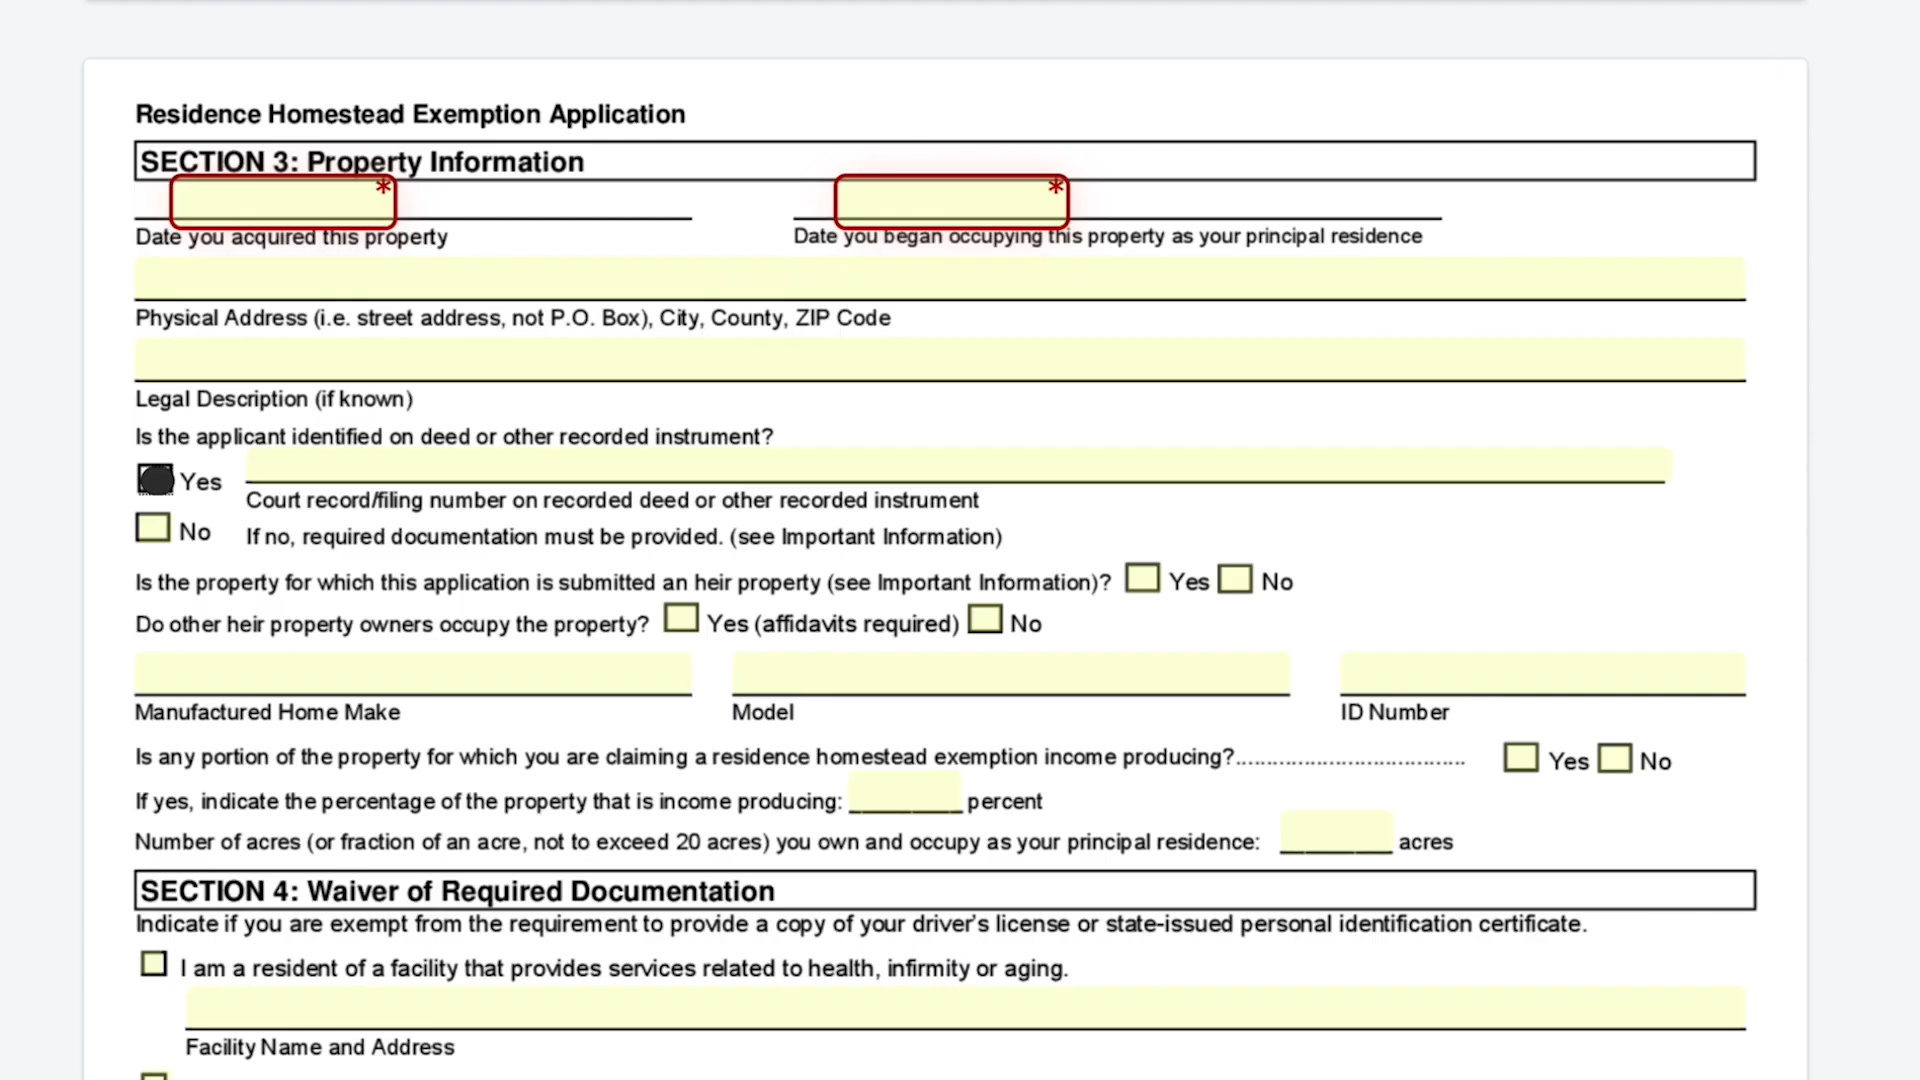 Residence Homestead Exemption Application
SECTION 3: Property Information
* *
Date you acquired this property Date you began occupying this property as your principal residence
Physical Address (i.e. street address, not P.O. Box), City, County, ZIP Code
Legal Description (if known)
Is the applicant identified on deed or other recorded instrument?
Yes
Court record/filing number on recorded deed or other recorded instrument
No If no, required documentation must be provided. (see Important Information)
Is the property for which this application is submitted an heir property (see Important Information)? Yes No
Do other heir property owners occupy the property? Yes (affidavits required) No
Manufactured Home Make Model ID Number
Is any portion of the property for which you are claiming a residence homestead exemption income producing?...................................... Yes No
If yes, indicate the percentage of the property that is income producing: _________ percent
Number of acres (or fraction of an acre, not to exceed 20 acres) you own and occupy as your principal residence: _________ acres
SECTION 4: Waiver of Required Documentation
Indicate if you are exempt from the requirement to provide a copy of your driver's license or state-issued personal identification certificate.
I am a resident of a facility that provides services related to health, infirmity or aging.
Facility Name and Address